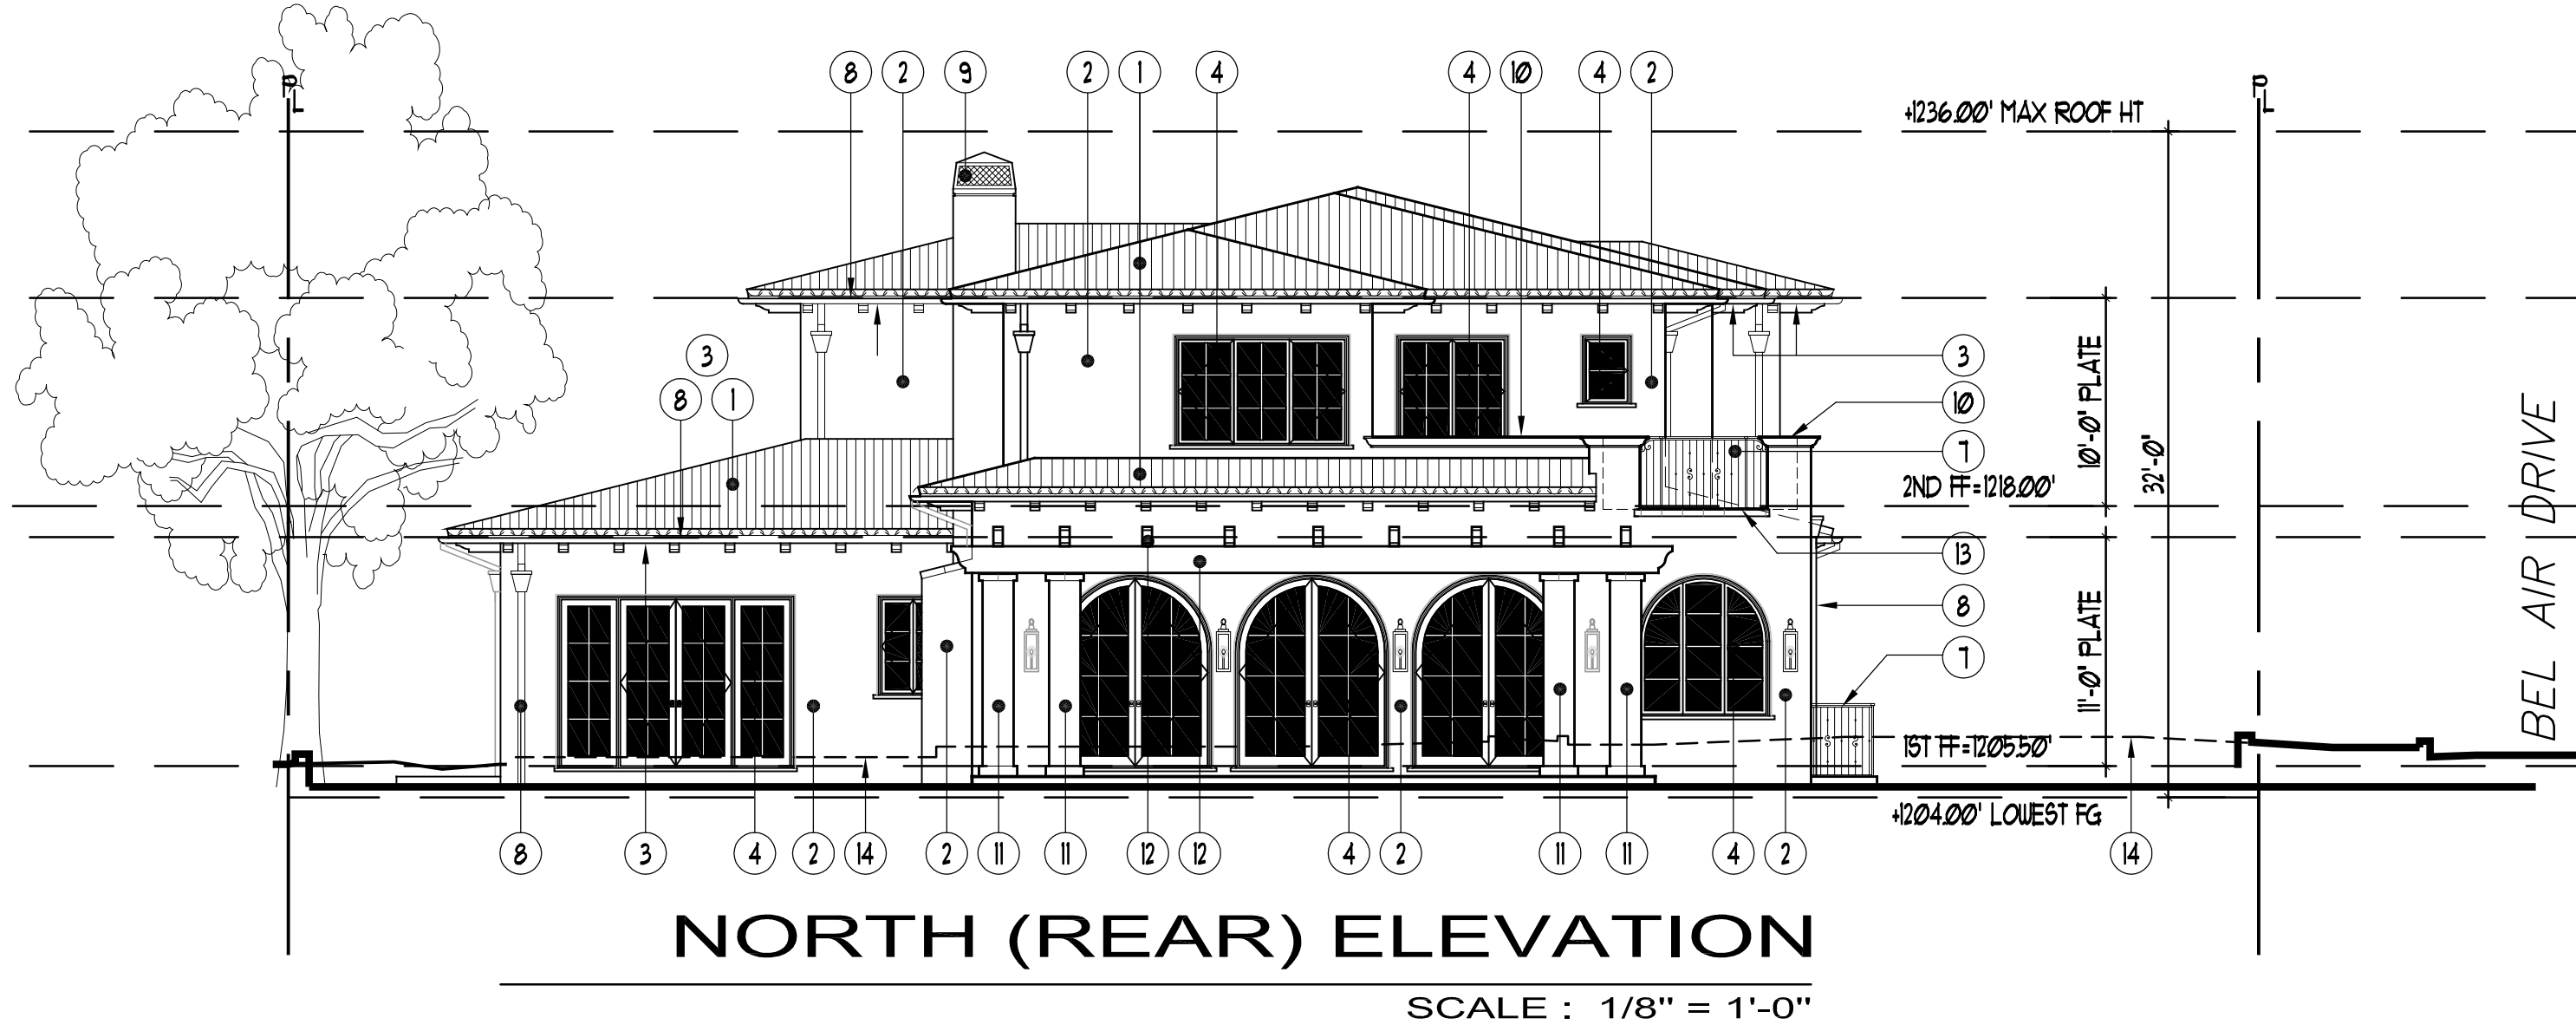 8 2 9 2 1 4 4 10 4 2
PL
PL
+1236.00' MAX ROOF HT
3
8 1
3
10
7
10'-0" PLATE
32'-0"
2ND FF=1218.00'
13
8
7
11'-0" PLATE
BEL AIR DRIVE
1ST FF=1205.50'
+1204.00' LOWEST FG
8 3 4 2 14 2 11 11 12 12 4 2 11 11 4 2 14
NORTH (REAR) ELEVATION
SCALE : 1/8" = 1'-0"